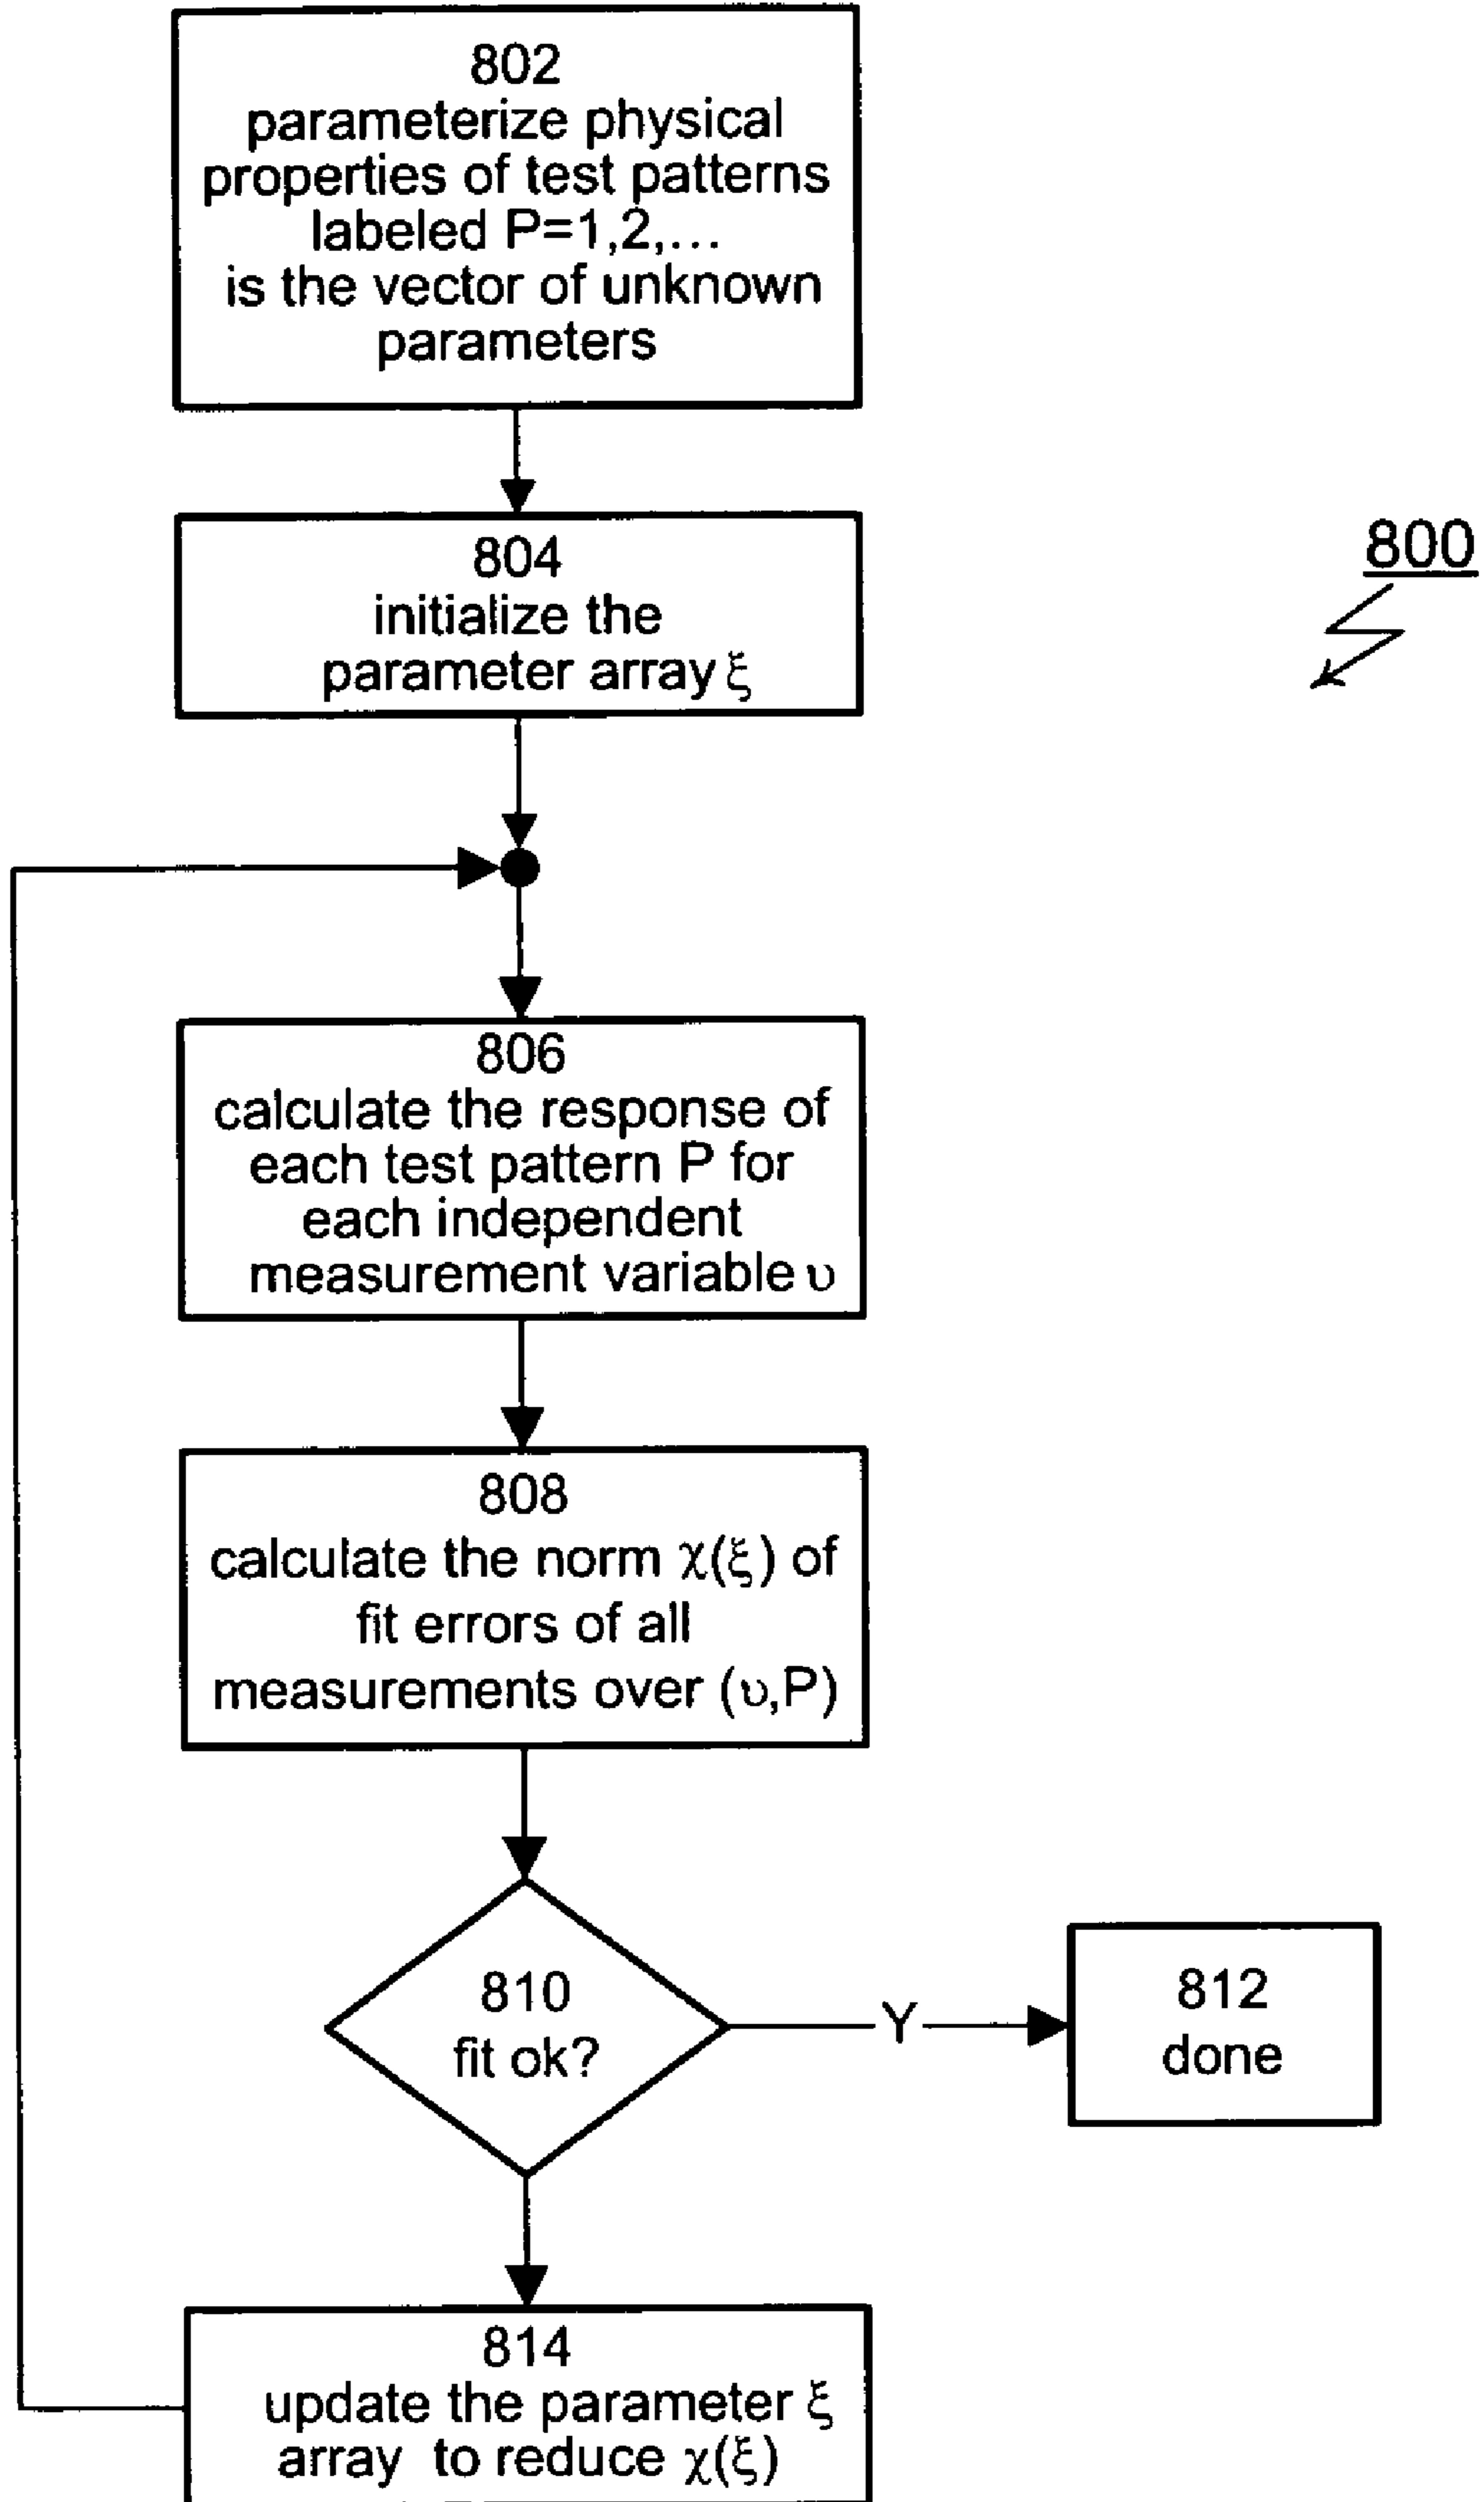 802
parameterize physical
properties of test patterns
labeled P=1,2,...
is the vector of unknown
parameters
804
initialize the
parameter array ξ
800
806
calculate the response of
each test pattern P for
each independent
measurement variable υ
808
calculate the norm χ(ξ) of
fit errors of all
measurements over (υ,P)
810
fit ok?
Y
812
done
814
update the parameter ξ
array to reduce χ(ξ)